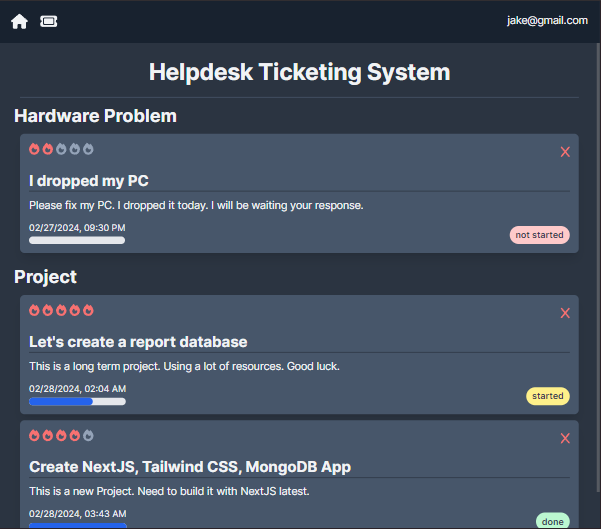 jake@gmail.com
Helpdesk Ticketing System
Hardware Problem
X
I dropped my PC
Please fix my PC. I dropped it today. I will be waiting your response.
02/27/2024, 09:30 PM
not started
Project
X
Let's create a report database
This is a long term project. Using a lot of resources. Good luck.
02/28/2024, 02:04 AM
started
X
Create NextJS, Tailwind CSS, MongoDB App
This is a new Project. Need to build it with NextJS latest.
02/28/2024, 03:43 AM
done